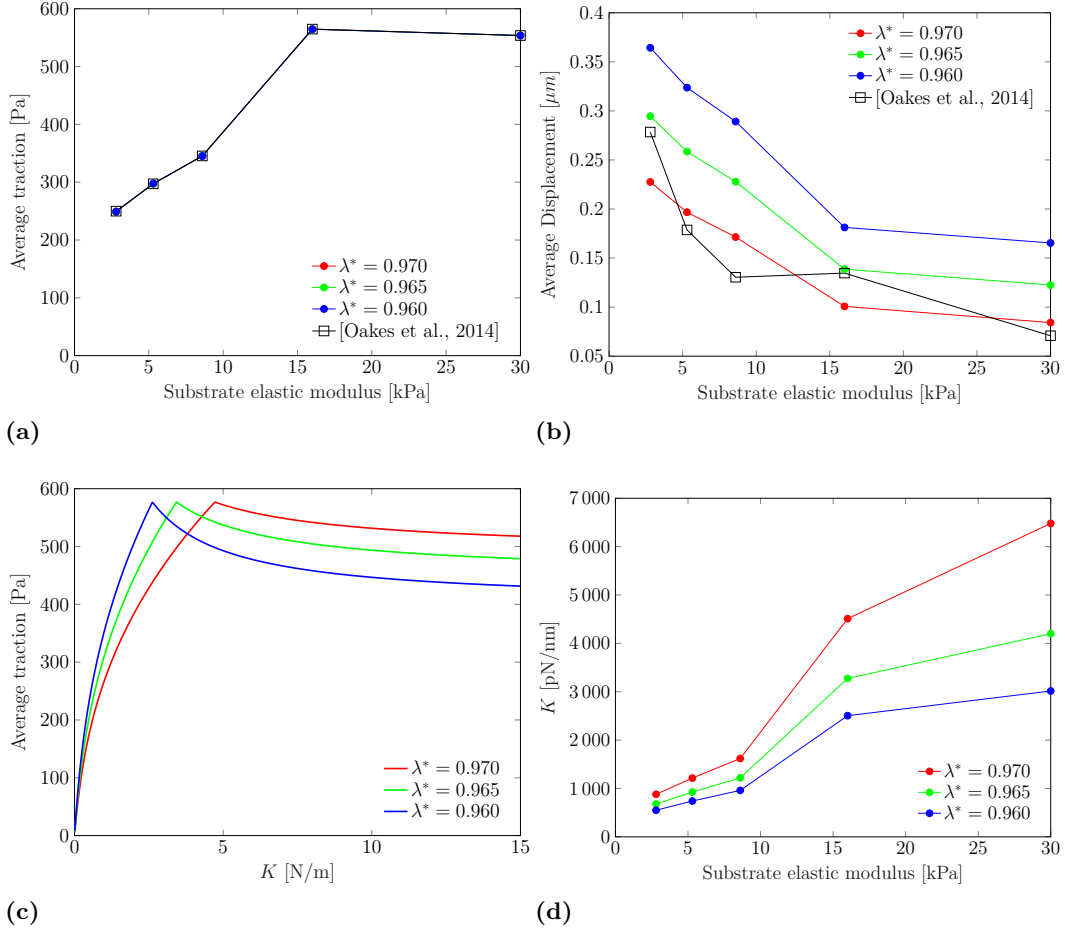 600
500
400
300
200
100
0
0 5 10 15 20 25 30
Average traction [Pa]
Substrate elastic modulus [kPa]
λ* = 0.970
λ* = 0.965
λ* = 0.960
[Oakes et al., 2014]
(a)
0.4
0.35
0.3
0.25
0.2
0.15
0.1
0.05
0 5 10 15 20 25 30
Average Displacement [μm]
Substrate elastic modulus [kPa]
λ* = 0.970
λ* = 0.965
λ* = 0.960
[Oakes et al., 2014]
(b)
600
500
400
300
200
100
0
0 5 10 15
Average traction [Pa]
K [N/m]
λ* = 0.970
λ* = 0.965
λ* = 0.960
(c)
7 000
6 000
5 000
4 000
3 000
2 000
1 000
0
0 5 10 15 20 25 30
K [pN/nm]
Substrate elastic modulus [kPa]
λ* = 0.970
λ* = 0.965
λ* = 0.960
(d)